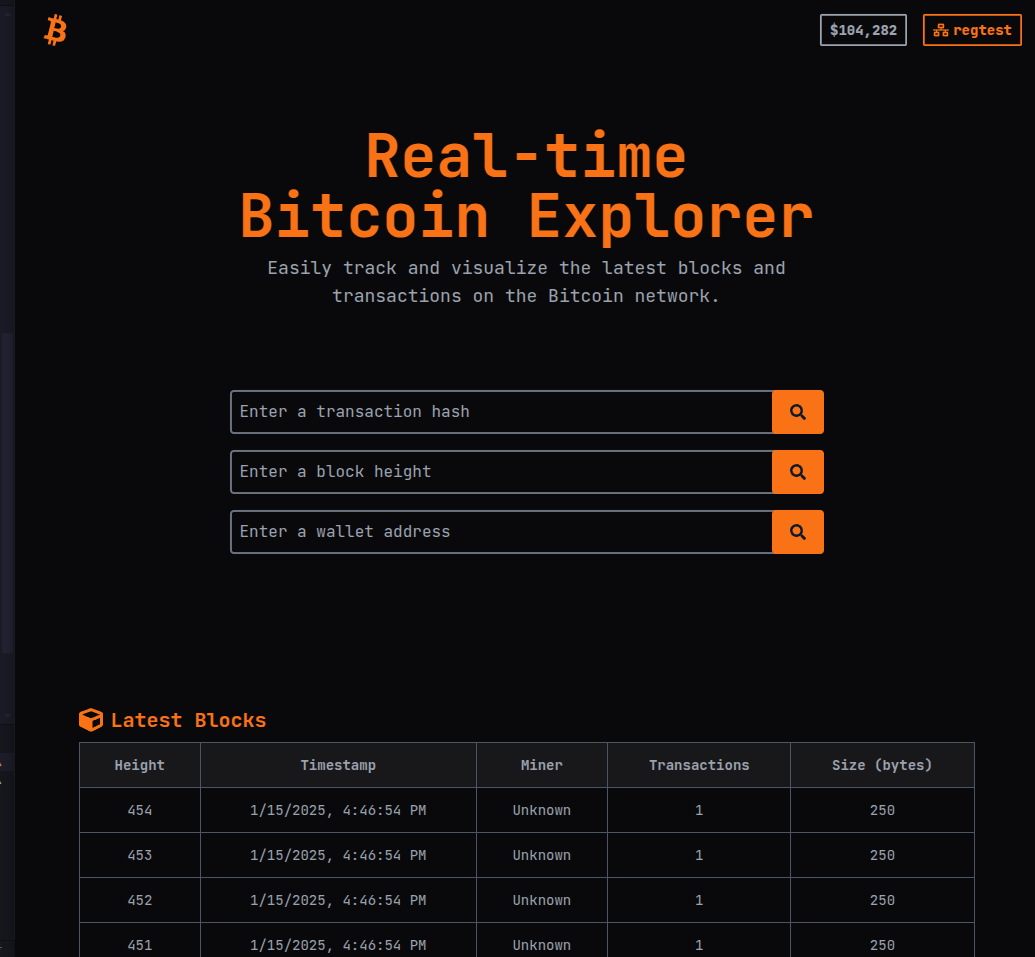 $104,282 regtest
Real-time
Bitcoin Explorer
Easily track and visualize the latest blocks and
transactions on the Bitcoin network.
Enter a transaction hash
Enter a block height
Enter a wallet address
Latest Blocks
Height Timestamp Miner Transactions Size (bytes)
454 1/15/2025, 4:46:54 PM Unknown 1 250
453 1/15/2025, 4:46:54 PM Unknown 1 250
452 1/15/2025, 4:46:54 PM Unknown 1 250
451 1/15/2025, 4:46:54 PM Unknown 1 250